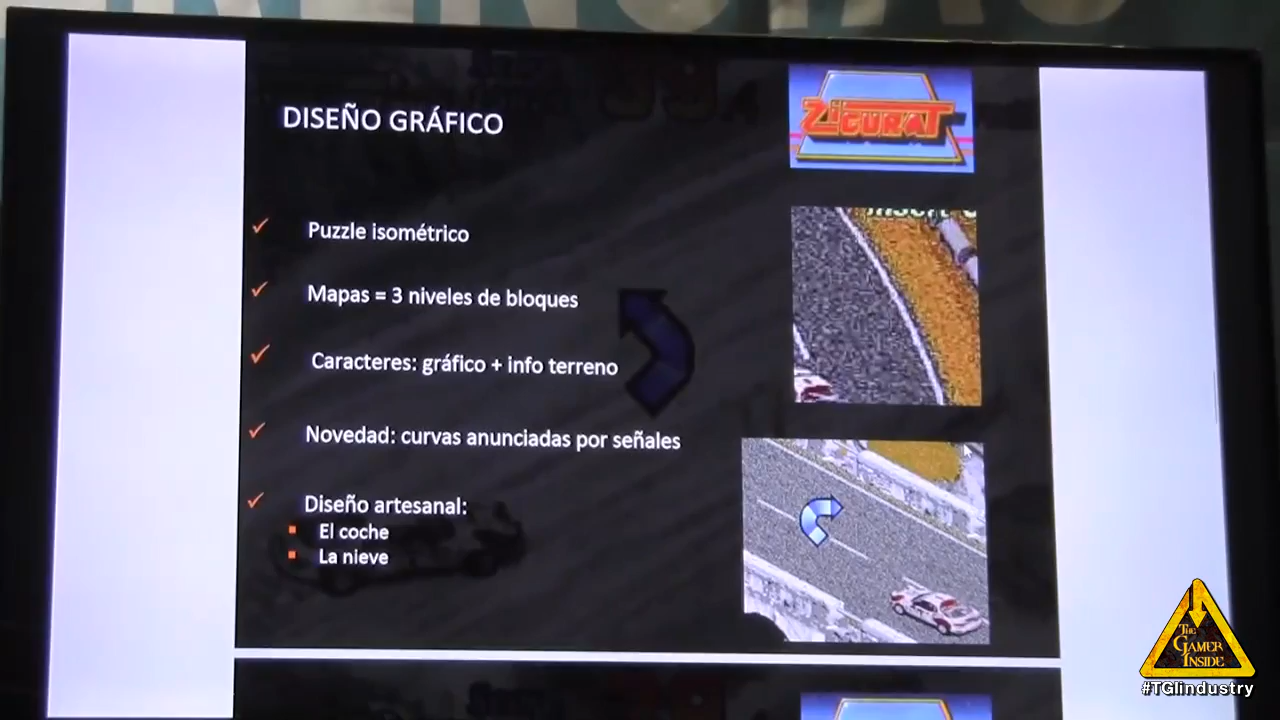 DISEÑO GRÁFICO
ZIGURAT
Puzzle isométrico
Mapas = 3 niveles de bloques
Caracteres: gráfico + info terreno
Novedad: curvas anunciadas por señales
Diseño artesanal:
El coche
La nieve
THE
GAMER
INSIDE
#TGIindustry